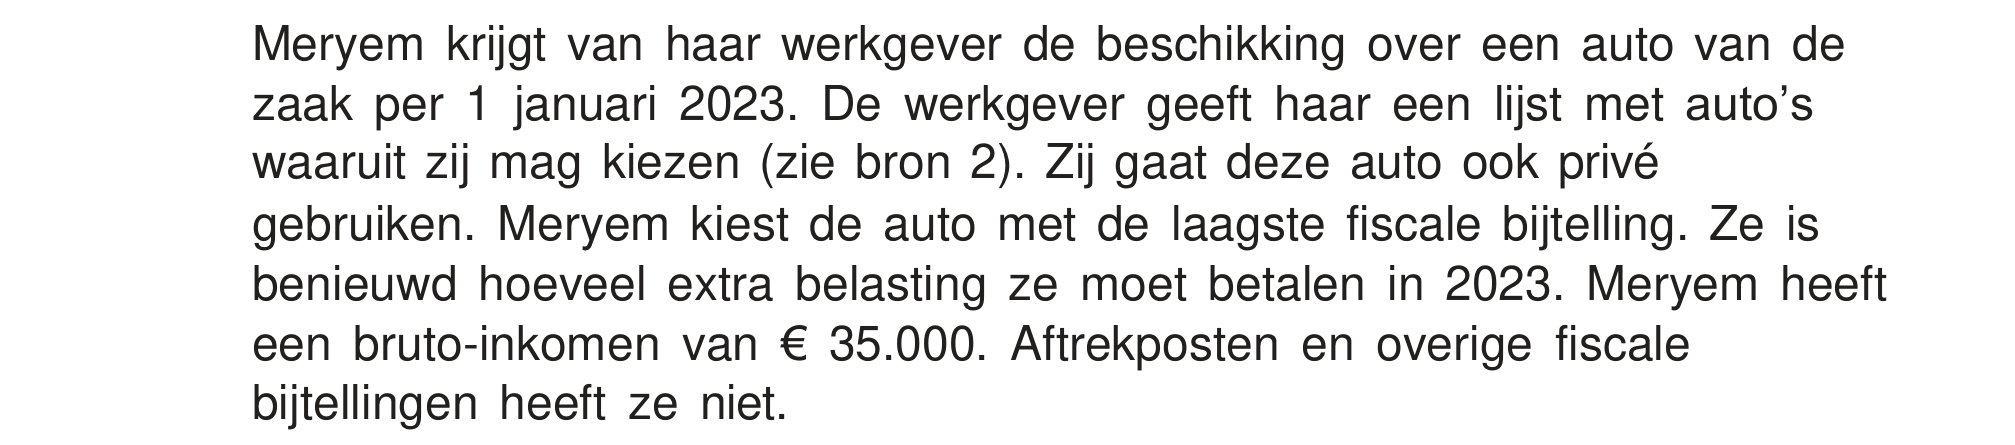 Meryem krijgt van haar werkgever de beschikking over een auto van de
zaak per 1 januari 2023. De werkgever geeft haar een lijst met auto’s
waaruit zij mag kiezen (zie bron 2). Zij gaat deze auto ook privé
gebruiken. Meryem kiest de auto met de laagste fiscale bijtelling. Ze is
benieuwd hoeveel extra belasting ze moet betalen in 2023. Meryem heeft
een bruto-inkomen van € 35.000. Aftrekposten en overige fiscale
bijtellingen heeft ze niet.